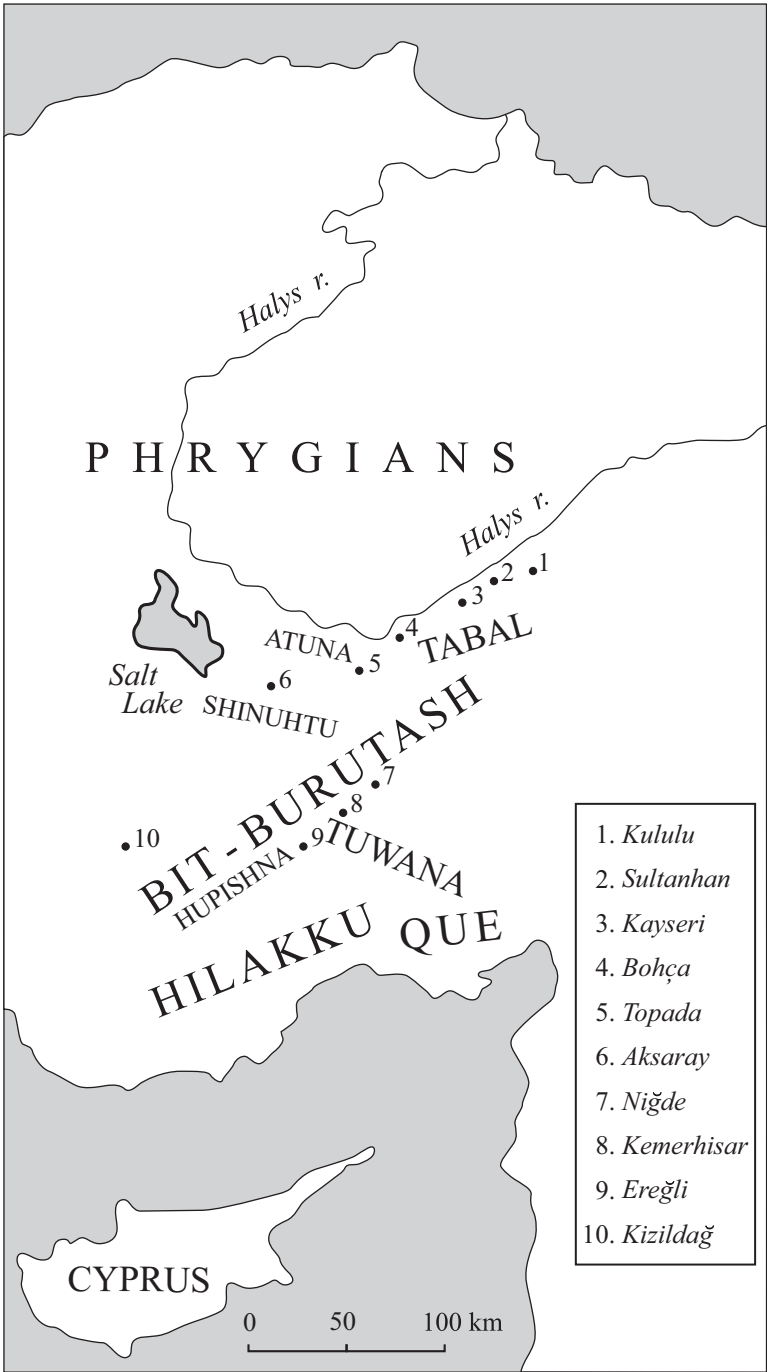 Halys r.
PHRYGIANS
Halys r.
1
2
3
4
TABAL
ATUNA
5
6
Salt
Lake
SHINUHTU
BIT-BURUTASH
7
8
9
TUWANA
10
HUPISHNA
HILAKKU
QUE
1. Kululu
2. Sultanhan
3. Kayseri
4. Bohça
5. Topada
6. Aksaray
7. Niğde
8. Kemerhisar
9. Ereğli
10. Kizildağ
CYPRUS
0 50 100 km